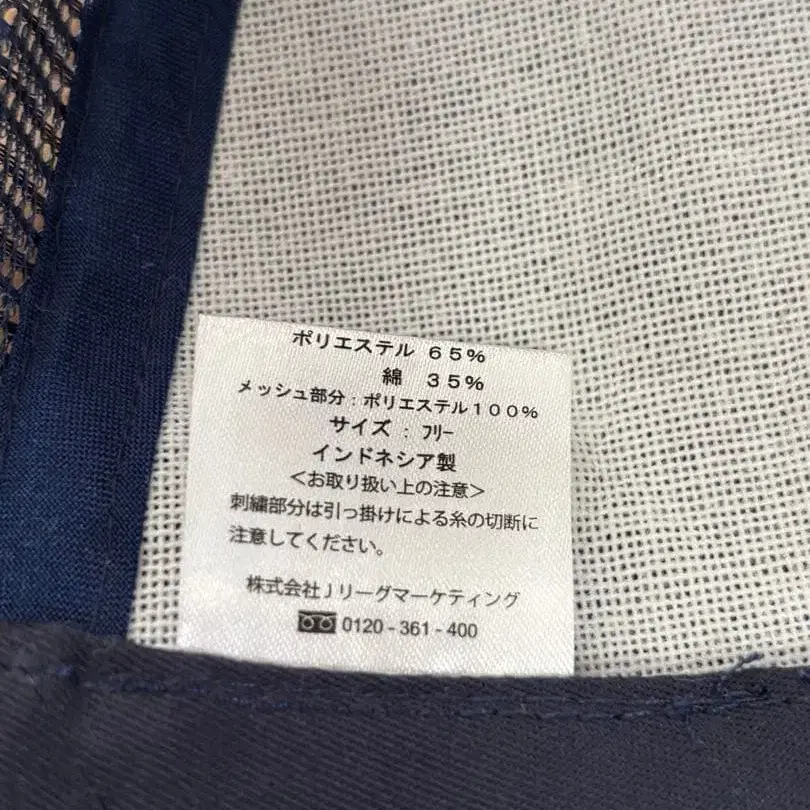 ポリエステル ６５％
綿 ３５％
メッシュ部分：ポリエステル１００％
サイズ：ﾌﾘｰ
インドネシア製
＜お取り扱い上の注意＞
刺繍部分は引っ掛けによる糸の切断に
注意してください。
株式会社Ｊリーグマーケティング
0120 - 361 - 400